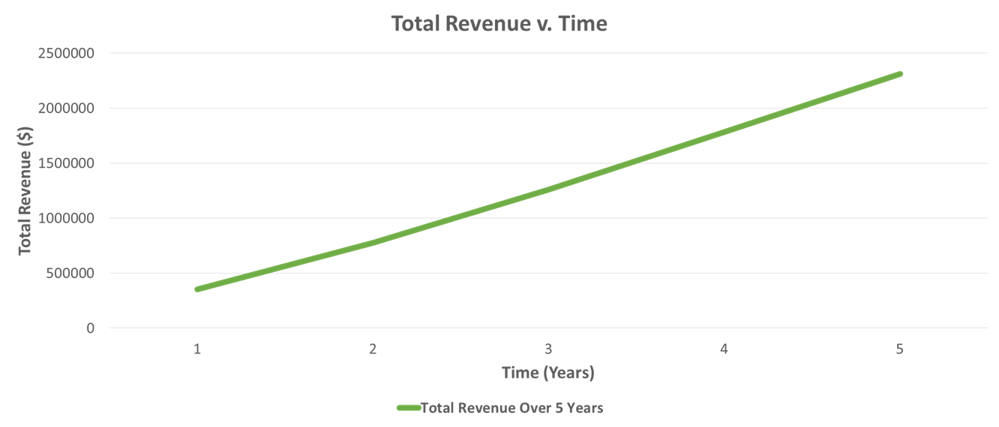 Total Revenue v. Time
Total Revenue ($)
2500000
2000000
1500000
1000000
500000
0
1 2 3 4 5
Time (Years)
Total Revenue Over 5 Years